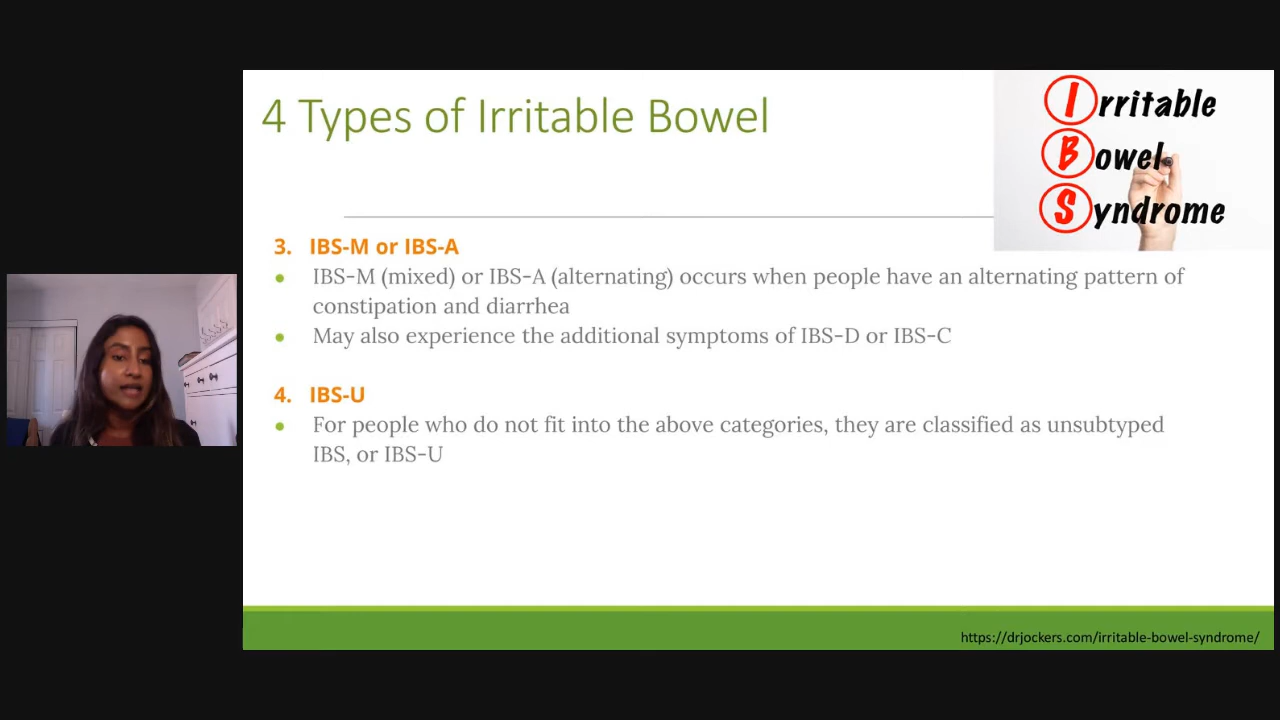 4 Types of Irritable Bowel
Irritable
Bowel
Syndrome
3. IBS-M or IBS-A
● IBS-M (mixed) or IBS-A (alternating) occurs when people have an alternating pattern of
constipation and diarrhea
● May also experience the additional symptoms of IBS-D or IBS-C
4. IBS-U
● For people who do not fit into the above categories, they are classified as unsubtyped
IBS, or IBS-U
https://drjockers.com/irritable-bowel-syndrome/